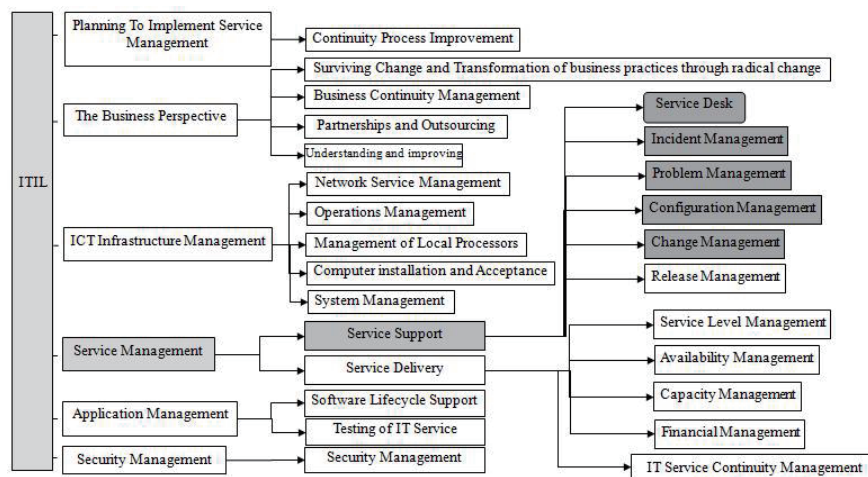 ITIL
Planning To Implement Service
Management
Continuity Process Improvement
The Business Perspective
Surviving Change and Transformation of business practices through radical change
Business Continuity Management
Partnerships and Outsourcing
Understanding and improving
ICT Infrastructure Management
Network Service Management
Operations Management
Management of Local Processors
Computer installation and Acceptance
System Management
Service Management
Service Support
Service Delivery
Service Desk
Incident Management
Problem Management
Configuration Management
Change Management
Release Management
Service Level Management
Availability Management
Capacity Management
Financial Management
IT Service Continuity Management
Application Management
Software Lifecycle Support
Testing of IT Service
Security Management
Security Management